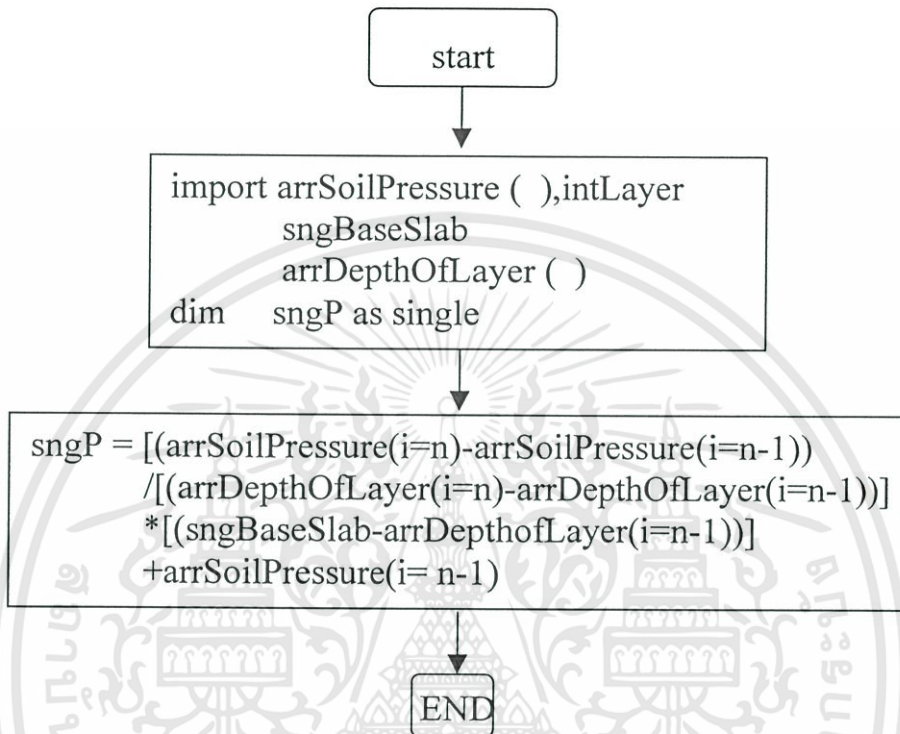 start
import arrSoilPressure ( ),intLayer
sngBaseSlab
arrDepthOfLayer ( )
dim sngP as single
sngP = [(arrSoilPressure(i=n)-arrSoilPressure(i=n-1))
/[(arrDepthOfLayer(i=n)-arrDepthOfLayer(i=n-1))]
*[(sngBaseSlab-arrDepthofLayer(i=n-1))]
+arrSoilPressure(i= n-1)
END